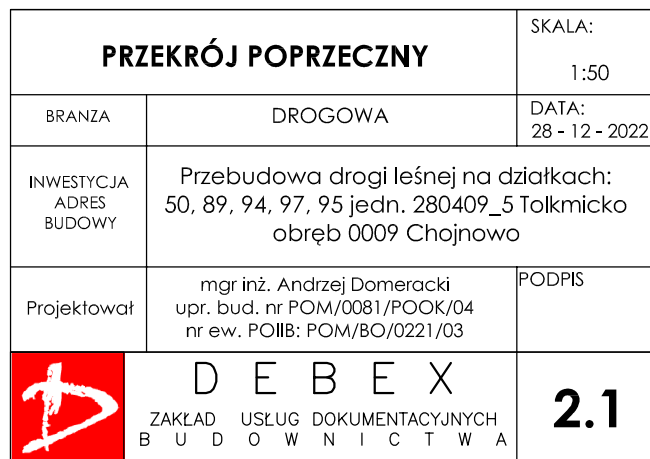 PRZEKRÓJ POPRZECZNY
SKALA:
1:50
BRANZA
DROGOWA
DATA:
28 - 12 - 2022
INWESTYCJA
ADRES
BUDOWY
Przebudowa drogi leśnej na działkach:
50, 89, 94, 97, 95 jedn. 280409_5 Tolkmicko
obręb 0009 Chojnowo
Projektował
mgr inż. Andrzej Domeracki
upr. bud. nr POM/0081/POOK/04
nr ew. POIIB: POM/BO/0221/03
PODPIS
DEBEX
ZAKŁAD USŁUG DOKUMENTACYJNYCH
BUDOWNICTWA
2.1